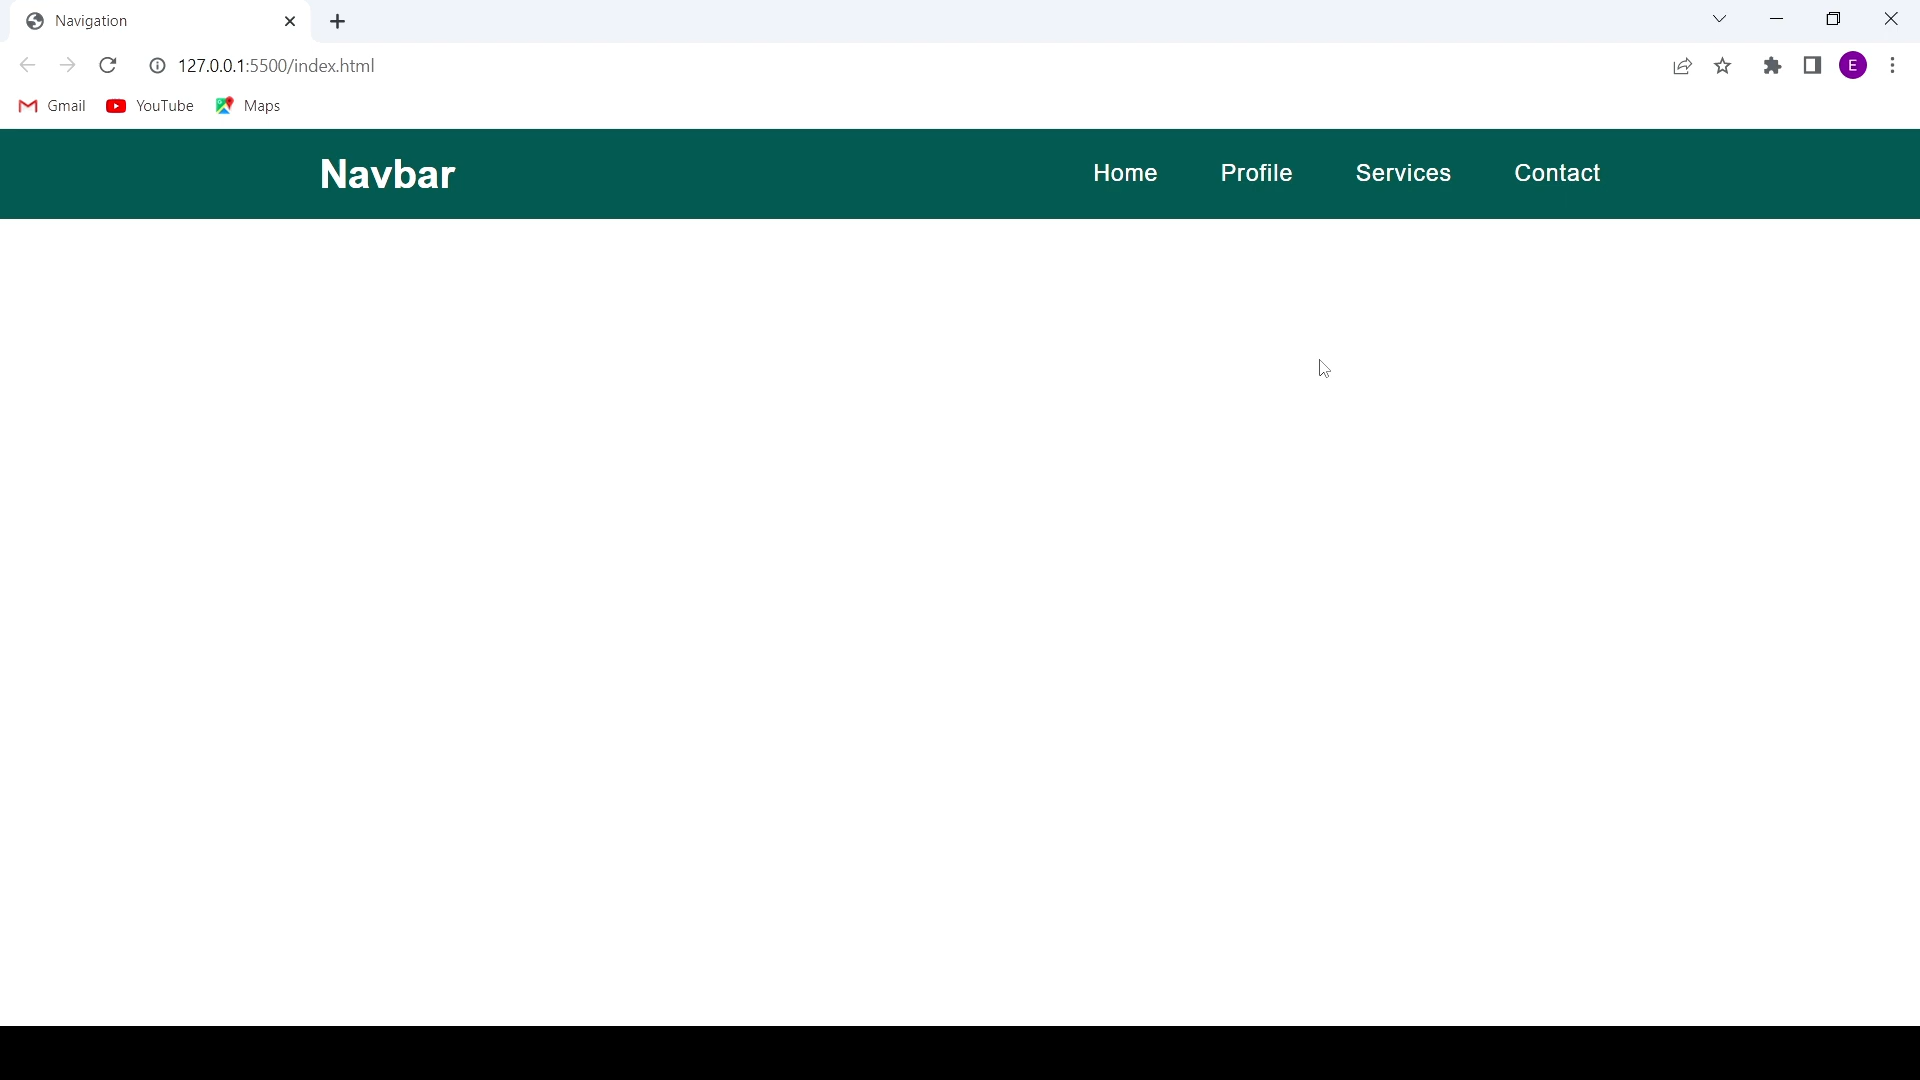 Navigation
127.0.0.1:5500/index.html
E
Gmail YouTube Maps
Navbar Home Profile Services Contact